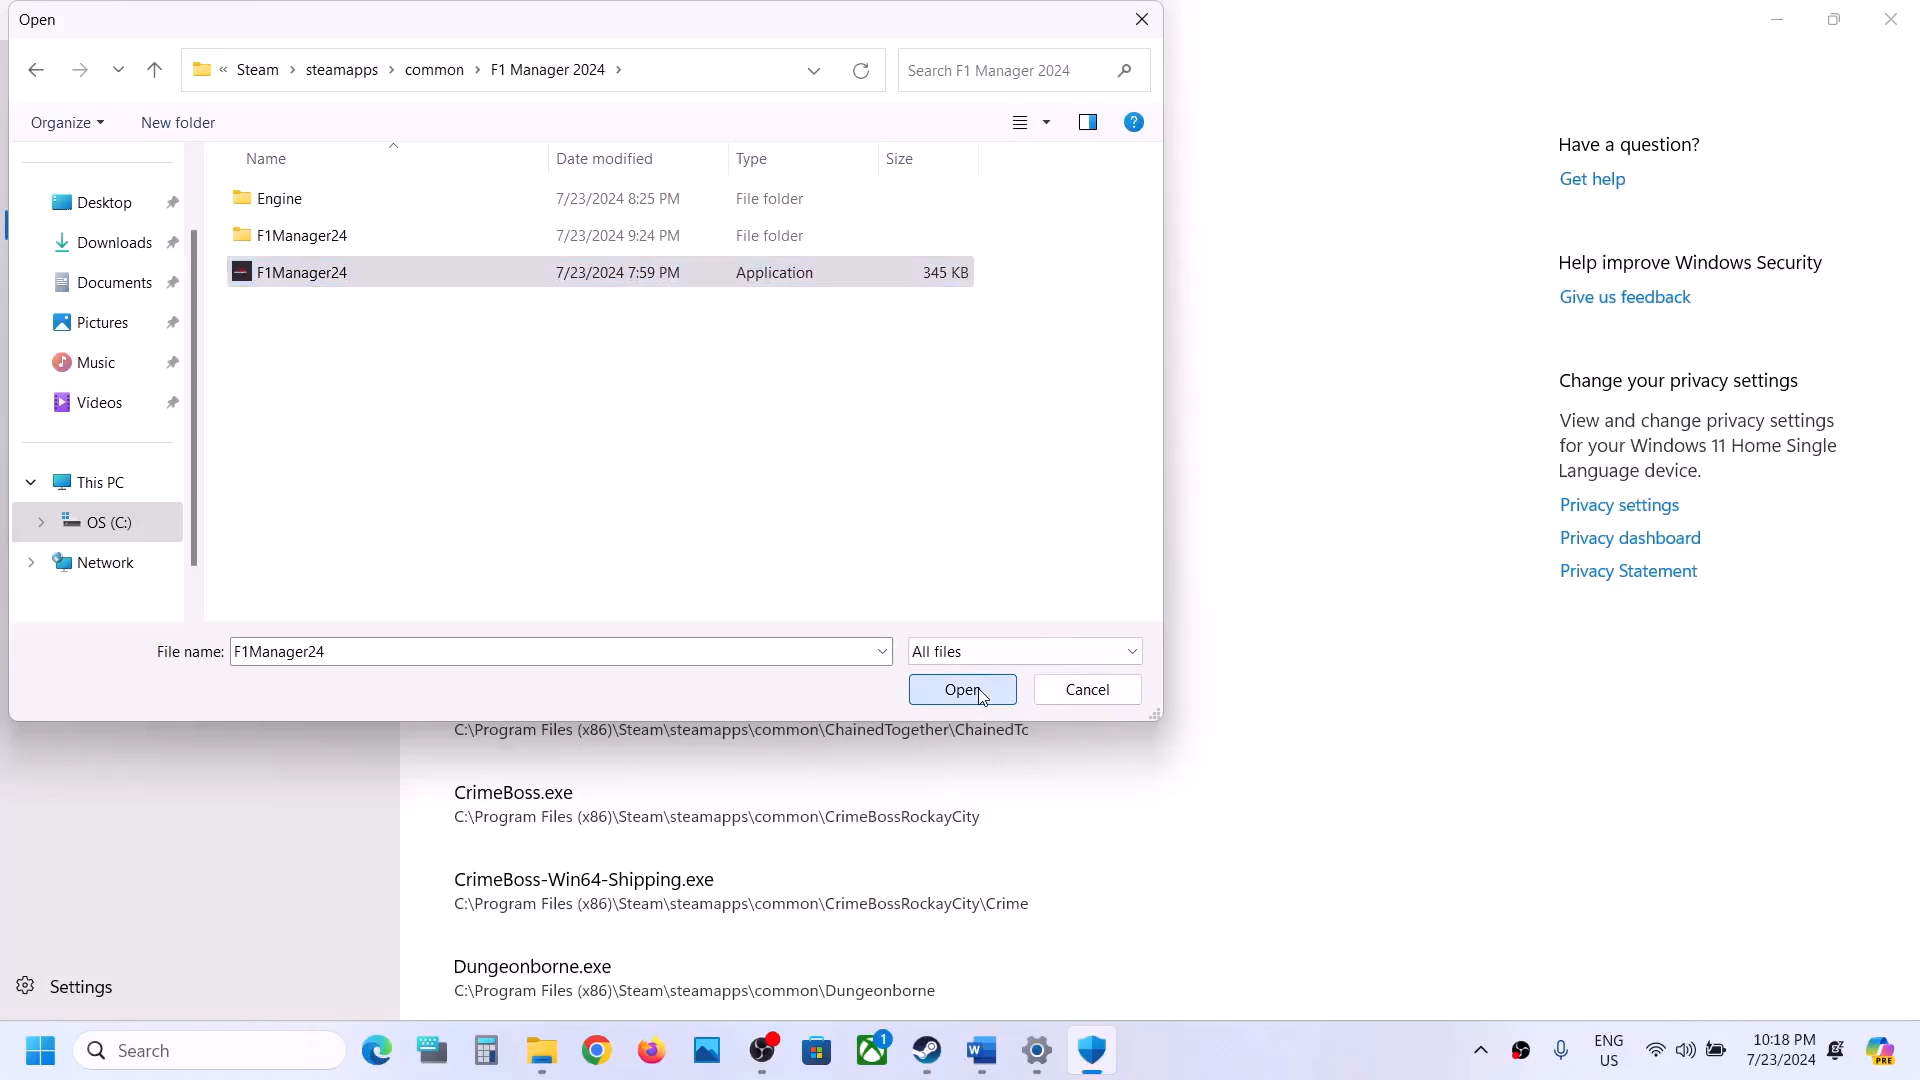 Open
« Steam > steamapps > common > F1 Manager 2024 >
Search F1 Manager 2024
Organize
New folder
Name
Date modified
Type
Size
Desktop
Downloads
Documents
Pictures
Music
Videos
This PC
OS (C:)
Network
Engine 7/23/2024 8:25 PM File folder
F1Manager24 7/23/2024 9:24 PM File folder
F1Manager24 7/23/2024 7:59 PM Application 345 KB
File name: F1Manager24
All files
Open
Cancel
Have a question?
Get help
Help improve Windows Security
Give us feedback
Change your privacy settings
View and change privacy settings
for your Windows 11 Home Single
Language device.
Privacy settings
Privacy dashboard
Privacy Statement
C:\Program Files (x86)\Steam\steamapps\common\ChainedTogether\ChainedTc
CrimeBoss.exe
C:\Program Files (x86)\Steam\steamapps\common\CrimeBossRockayCity
CrimeBoss-Win64-Shipping.exe
C:\Program Files (x86)\Steam\steamapps\common\CrimeBossRockayCity\Crime
Dungeonborne.exe
C:\Program Files (x86)\Steam\steamapps\common\Dungeonborne
Settings
Search
1
ENG
US
10:18 PM
7/23/2024
PRE